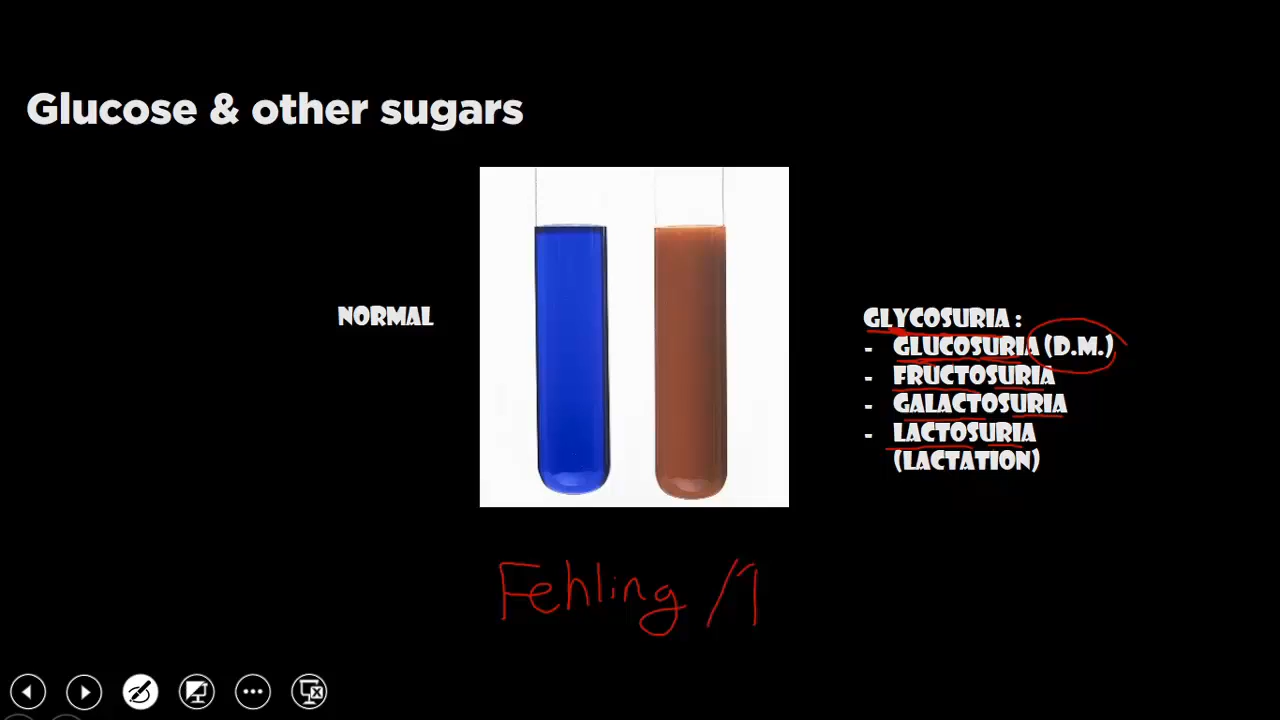 Glucose & other sugars
NORMAL
GLYCOSURIA :
- GLUCOSURIA (D.M.)
- FRUCTOSURIA
- GALACTOSURIA
- LACTOSURIA
(LACTATION)
Fehling /